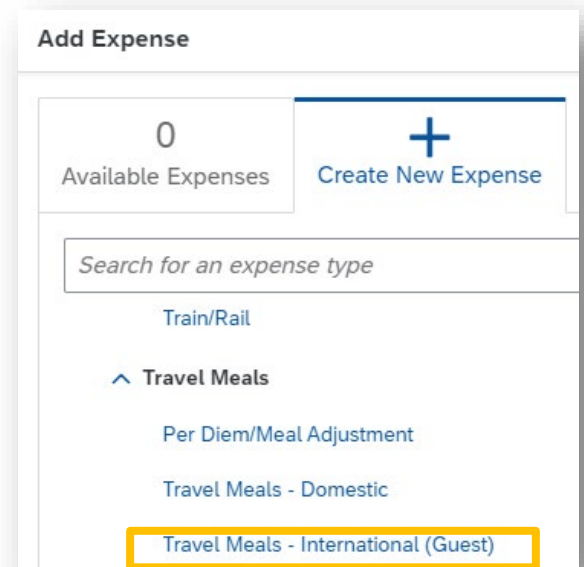 Add Expense
0
Available Expenses
Create New Expense
Search for an expense type
Train/Rail
Travel Meals
Per Diem/Meal Adjustment
Travel Meals - Domestic
Travel Meals - International (Guest)